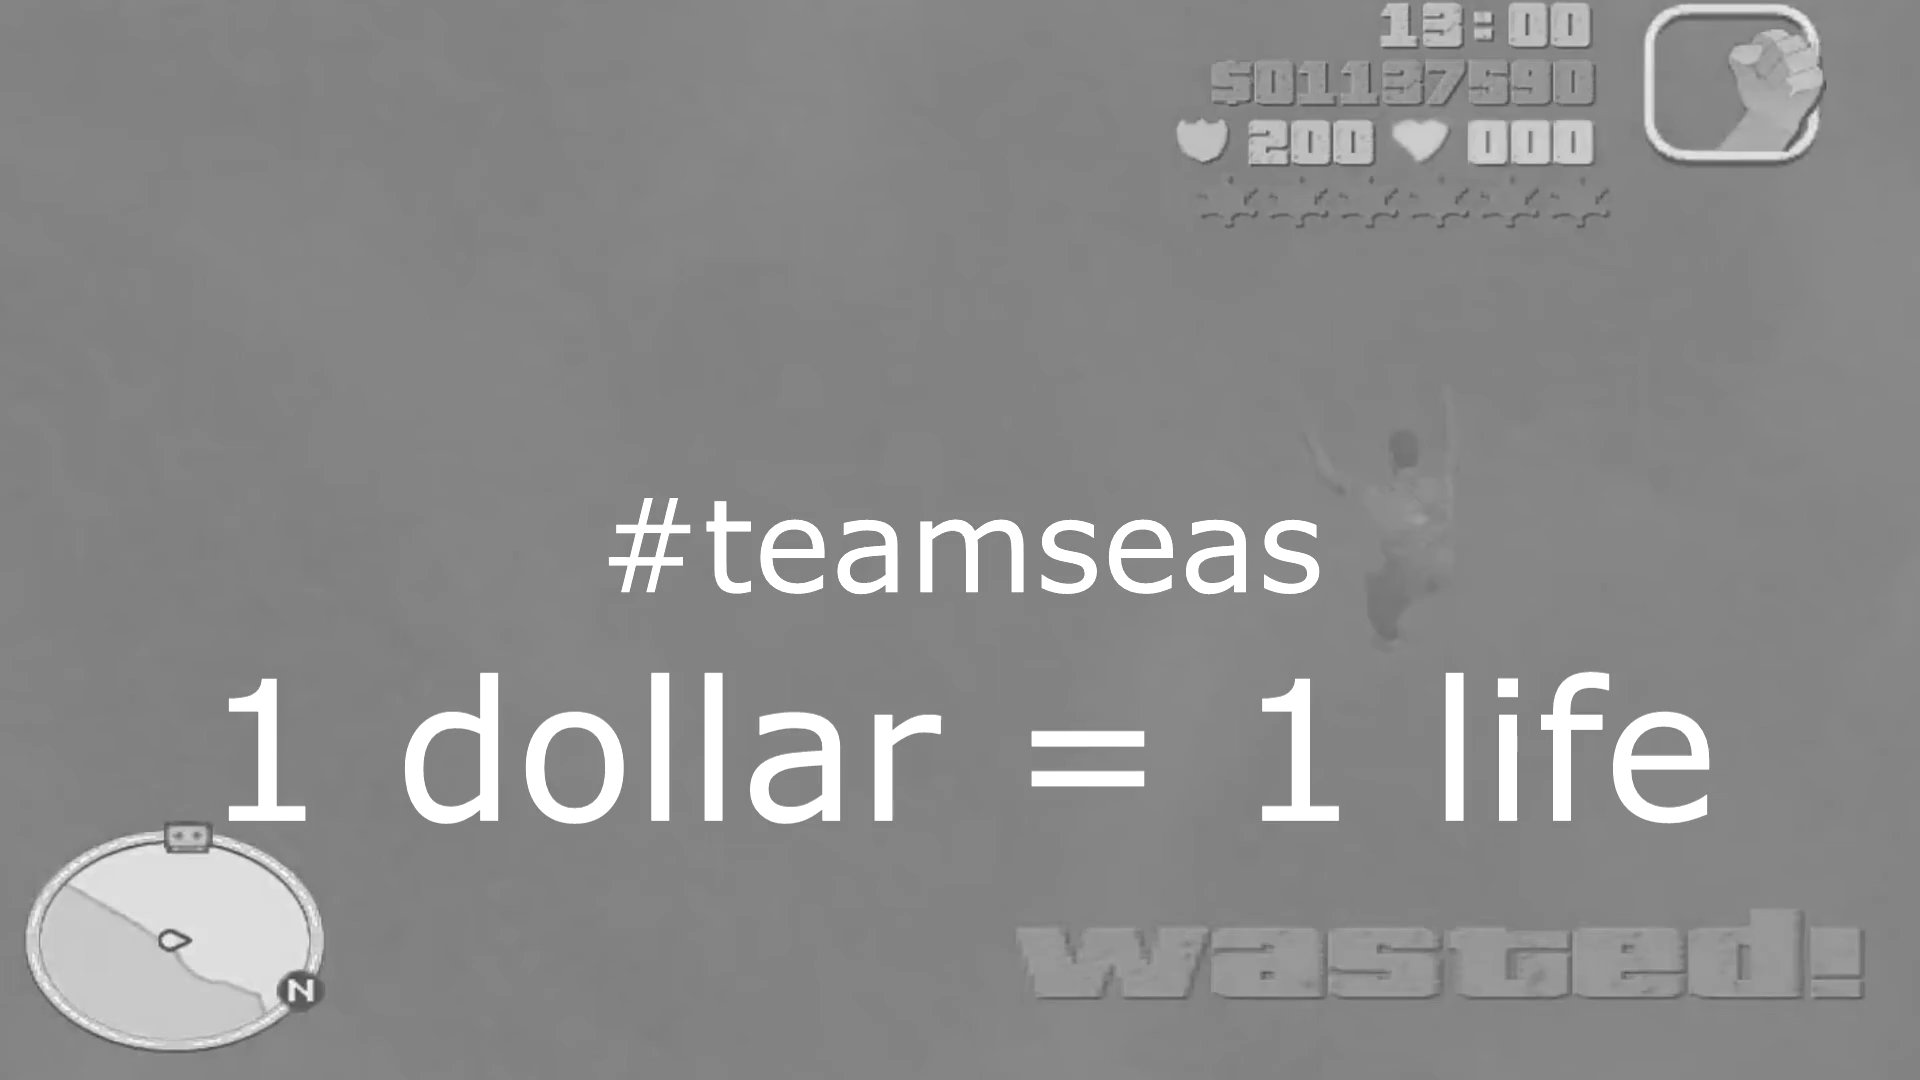 13:00
$01137590
200 000
#teamseas
1 dollar = 1 life
N
wasted!